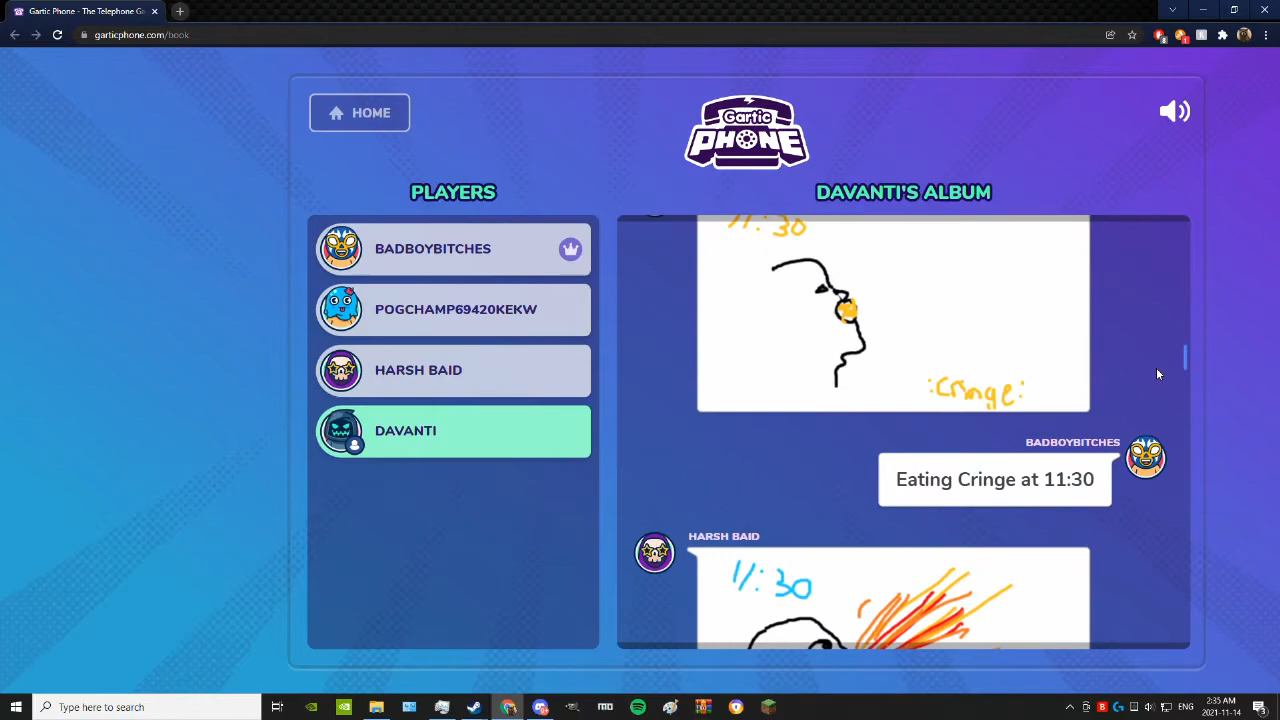 Gartic Phone - The Telephone Ga
garticphone.com/book
HOME
Gartic
PHONE
PLAYERS
DAVANTI'S ALBUM
BADBOYBITCHES
POGCHAMP69420KEKW
HARSH BAID
DAVANTI
11:30
:Cringe:
BADBOYBITCHES
Eating Cringe at 11:30
HARSH BAID
11:30
Type here to search
2:35 AM
2021-11-14